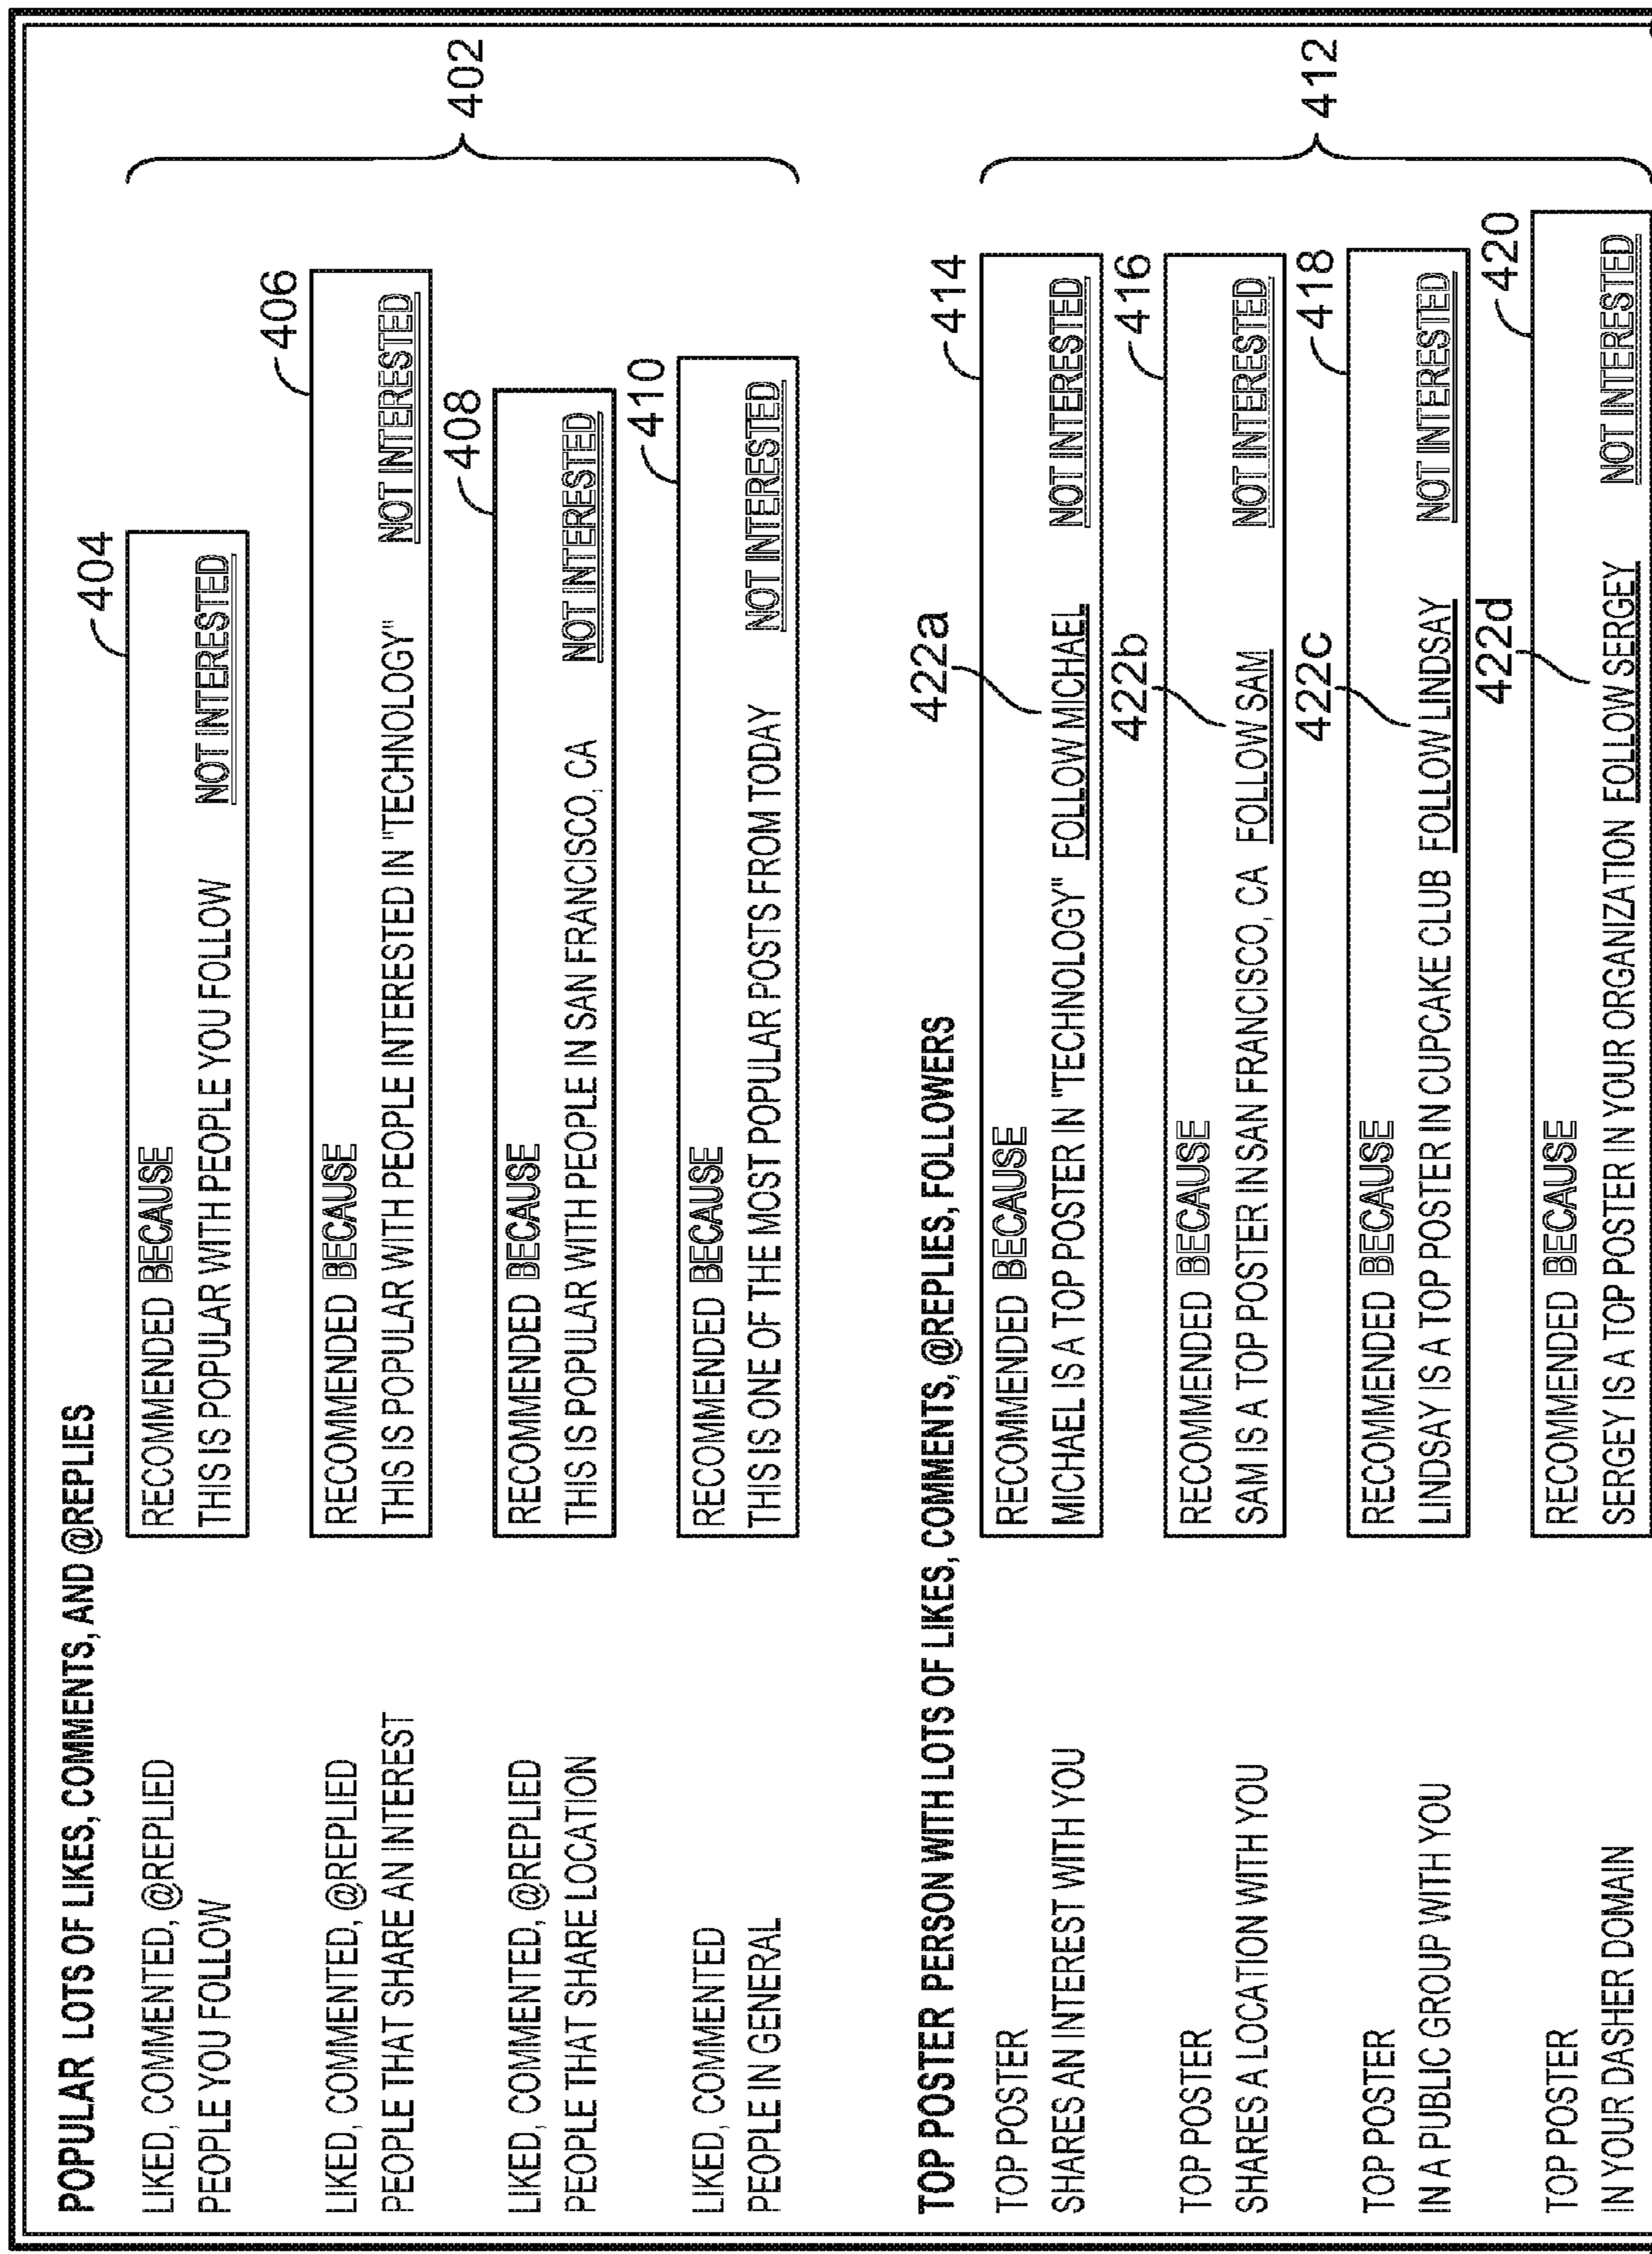 POPULAR LOTS OF LIKES, COMMENTS, AND @REPLIES
LIKED, COMMENTED, @REPLIED
PEOPLE YOU FOLLOW
404
RECOMMENDED BECAUSE
THIS IS POPULAR WITH PEOPLE YOU FOLLOW NOT INTERESTED
LIKED, COMMENTED, @REPLIED
PEOPLE THAT SHARE AN INTEREST
406
RECOMMENDED BECAUSE
THIS IS POPULAR WITH PEOPLE INTERESTED IN "TECHNOLOGY" NOT INTERESTED
402
LIKED, COMMENTED, @REPLIED
PEOPLE THAT SHARE LOCATION
408
RECOMMENDED BECAUSE
THIS IS POPULAR WITH PEOPLE IN SAN FRANCISCO, CA NOT INTERESTED
LIKED, COMMENTED
PEOPLE IN GENERAL
410
RECOMMENDED BECAUSE
THIS IS ONE OF THE MOST POPULAR POSTS FROM TODAY NOT INTERESTED
TOP POSTER PERSON WITH LOTS OF LIKES, COMMENTS, @REPLIES, FOLLOWERS
TOP POSTER
SHARES AN INTEREST WITH YOU
422a
414
RECOMMENDED BECAUSE
MICHAEL IS A TOP POSTER IN "TECHNOLOGY" FOLLOW MICHAEL NOT INTERESTED
TOP POSTER
SHARES A LOCATION WITH YOU
422b
416
RECOMMENDED BECAUSE
SAM IS A TOP POSTER IN SAN FRANCISCO, CA FOLLOW SAM NOT INTERESTED
412
TOP POSTER
IN A PUBLIC GROUP WITH YOU
422c
418
RECOMMENDED BECAUSE
LINDSAY IS A TOP POSTER IN CUPCAKE CLUB FOLLOW LINDSAY NOT INTERESTED
TOP POSTER
IN YOUR DASHER DOMAIN
422d
420
RECOMMENDED BECAUSE
SERGEY IS A TOP POSTER IN YOUR ORGANIZATION FOLLOW SERGEY NOT INTERESTED